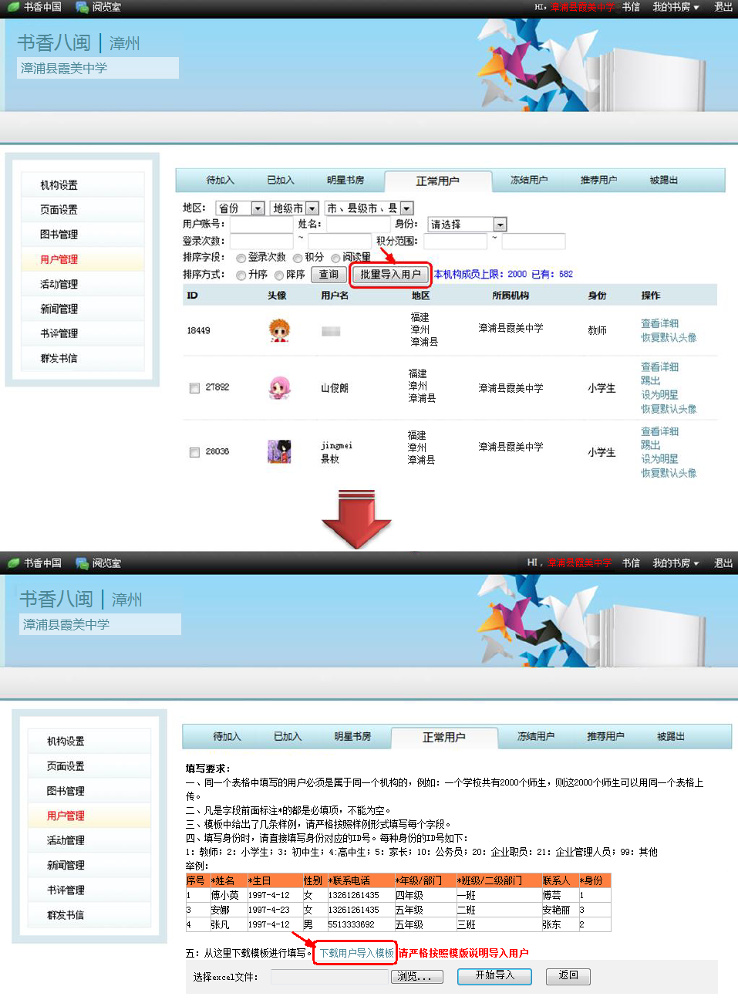 书香中国 阅览室 HI, 漳浦县霞美中学 书信 我的书房 退出
书香八闽 | 漳州
漳浦县霞美中学
机构设置
页面设置
图书管理
用户管理
活动管理
新闻管理
书评管理
群发书信
待加入 已加入 明星书房 正常用户 冻结用户 推荐用户 被踢出
地区: 省份 地级市 市、县级市、县
用户账号: 姓名: 身份: 请选择
登录次数: ~ 积分范围: ~
排序字段: 登录次数 积分 阅读里
排序方式: 升序 降序 查询 批里导入用户 本机构成员上限: 2000 已有: 682
ID 头像 用户名 地区 所属机构 身份 操作
18449 福建 漳州 漳浦县 漳浦县霞美中学 教师 查看详细 恢复默认头像
27892 山俊朗 福建 漳州 漳浦县 漳浦县霞美中学 小学生 查看详细 踢出 设为明星 恢复默认头像
28036 jingmei 景枚 福建 漳州 漳浦县 漳浦县霞美中学 小学生 查看详细 踢出 设为明星 恢复默认头像
书香中国 阅览室 HI, 漳浦县霞美中学 书信 我的书房 退出
书香八闽 | 漳州
漳浦县霞美中学
机构设置
页面设置
图书管理
用户管理
活动管理
新闻管理
书评管理
群发书信
待加入 已加入 明星书房 正常用户 冻结用户 推荐用户 被踢出
填写要求:
一、同一个表格中填写的用户必须是属于同一个机构的，例如：一个学校共有2000个师生，则这2000个师生可以用同一个表格上
传。
二、凡是字段前面标注*的都是必填项，不能为空。
三、模板中给出了几条样例，请严格按照样例形式填写每个字段。
四、填写身份时，请直接填写身份对应的ID号。每种身份的ID号如下：
1: 教师; 2: 小学生; 3: 初中生; 4:高中生; 5: 家长; 10: 公务员; 20: 企业职员: 21: 企业管理人员; 99: 其他
举例:
序号 *姓名 *生日 性别 *联系电话 *年级/部门 *班级/二级部门 联系人 *身份
1 傅小英 1997-4-12 女 13261261435 四年级 一班 傅芸 1
3 安娜 1997-4-23 女 13261261435 五年级 二班 安艳丽 3
4 张凡 1997-4-12 男 5513333692 五年级 三班 张东 2
五: 从这里下载模板进行填写。 下载用户导入模板 请严格按照模版说明导入用户
选择excel文件: 浏览... 开始导入 返回